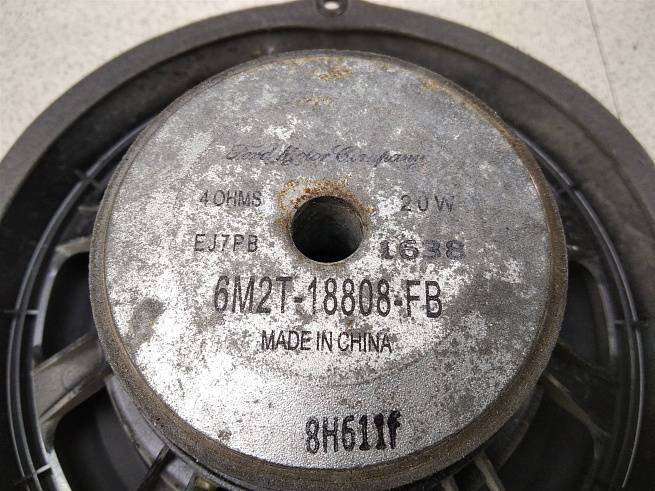 Ford Motor Company
4 OHMS 20W
EJ7PB 1638
6M2T-18808-FB
MADE IN CHINA
8H611f